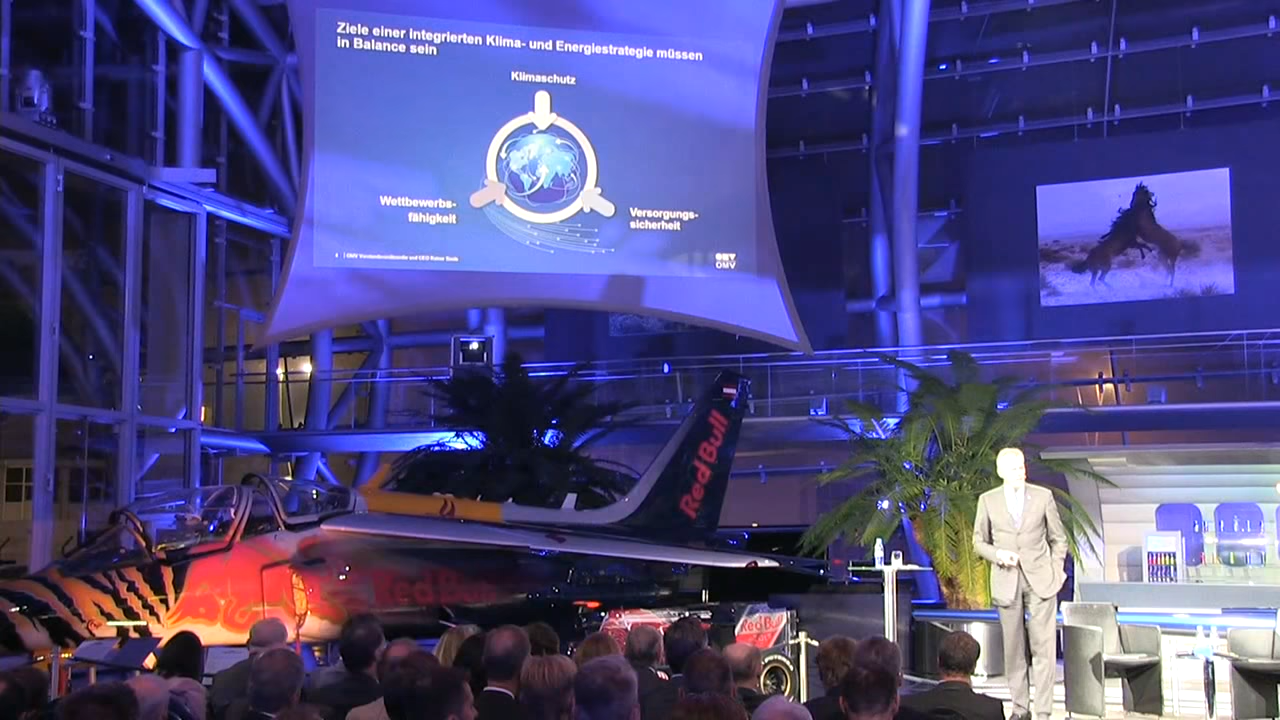 Ziele einer integrierten Klima- und Energiestrategie müssen
in Balance sein
Klimaschutz
Wettbewerbs-
fähigkeit
Versorgungs-
sicherheit
OMV
Red Bull
Red Bull
Red Bull